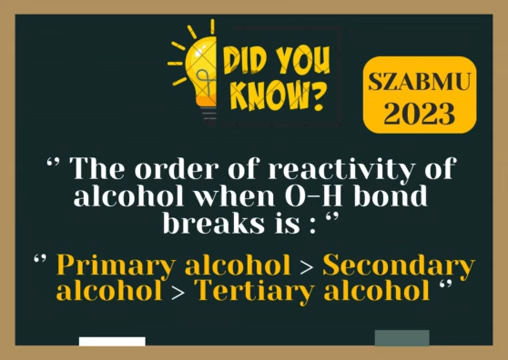 DID YOU
KNOW?
SZABMU
2023
“ The order of reactivity of
alcohol when O-H bond
breaks is : “
“ Primary alcohol > Secondary
alcohol > Tertiary alcohol “